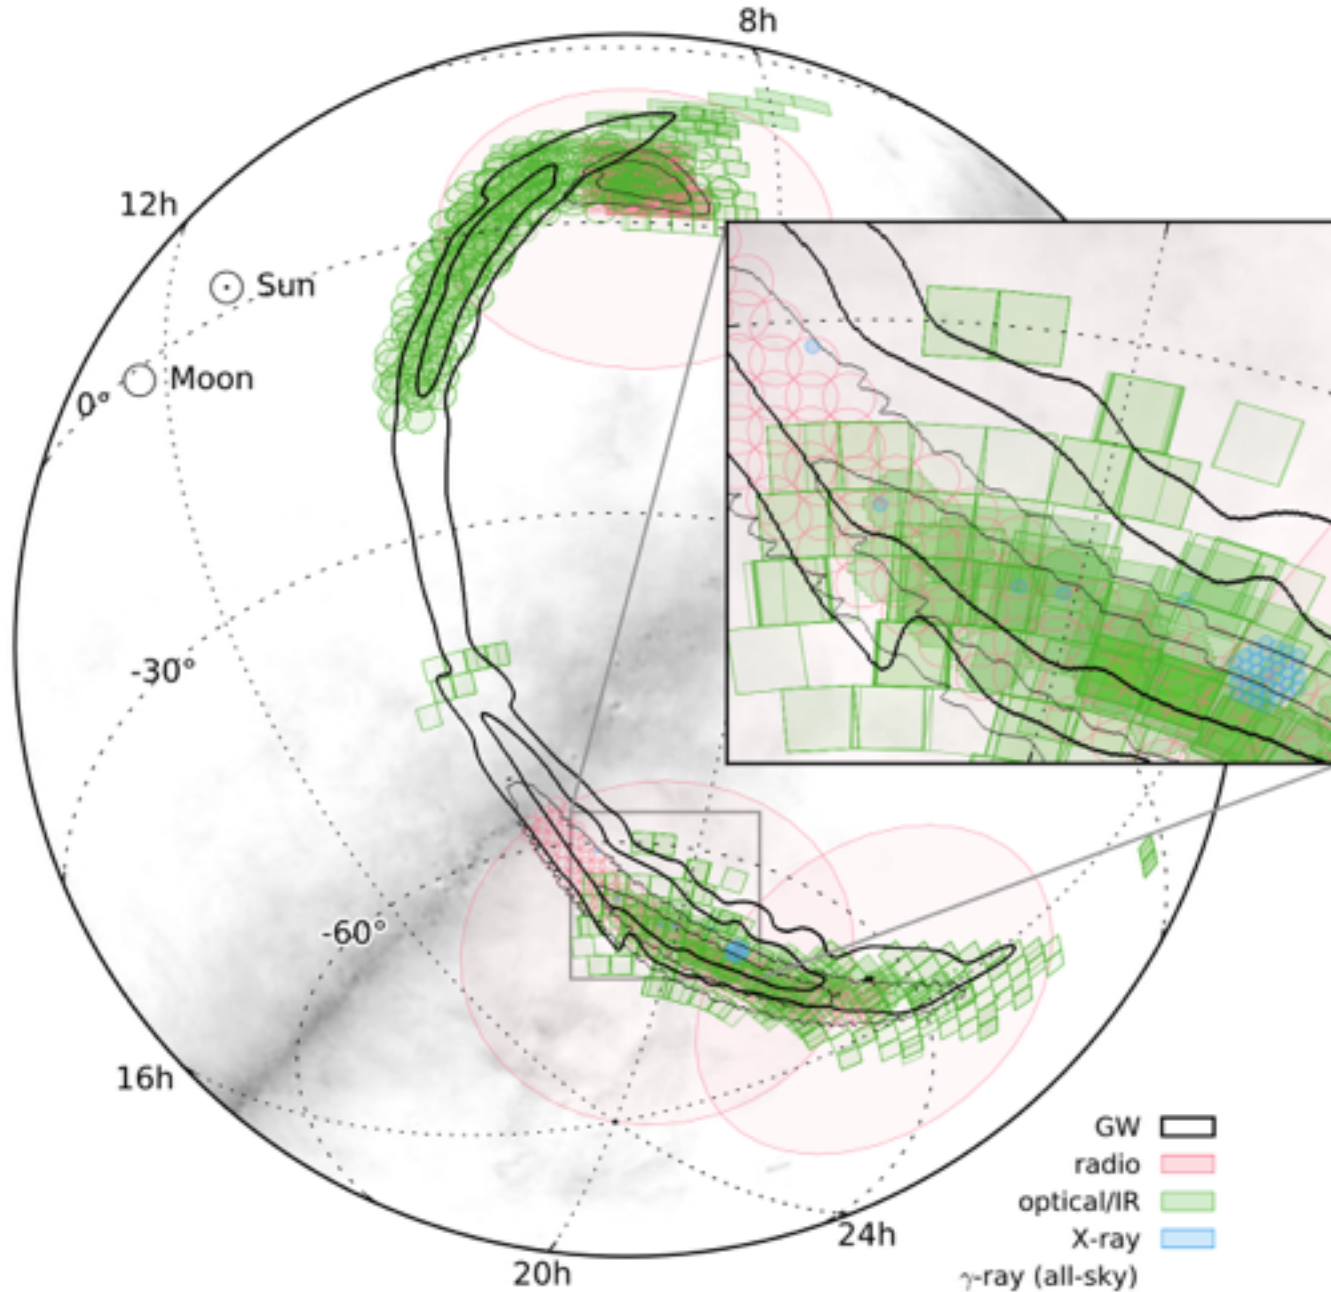 8h
12h
Sun
Moon
0°
-30°
-60°
16h
20h
24h
GW
radio
optical/IR
X-ray
γ-ray (all-sky)